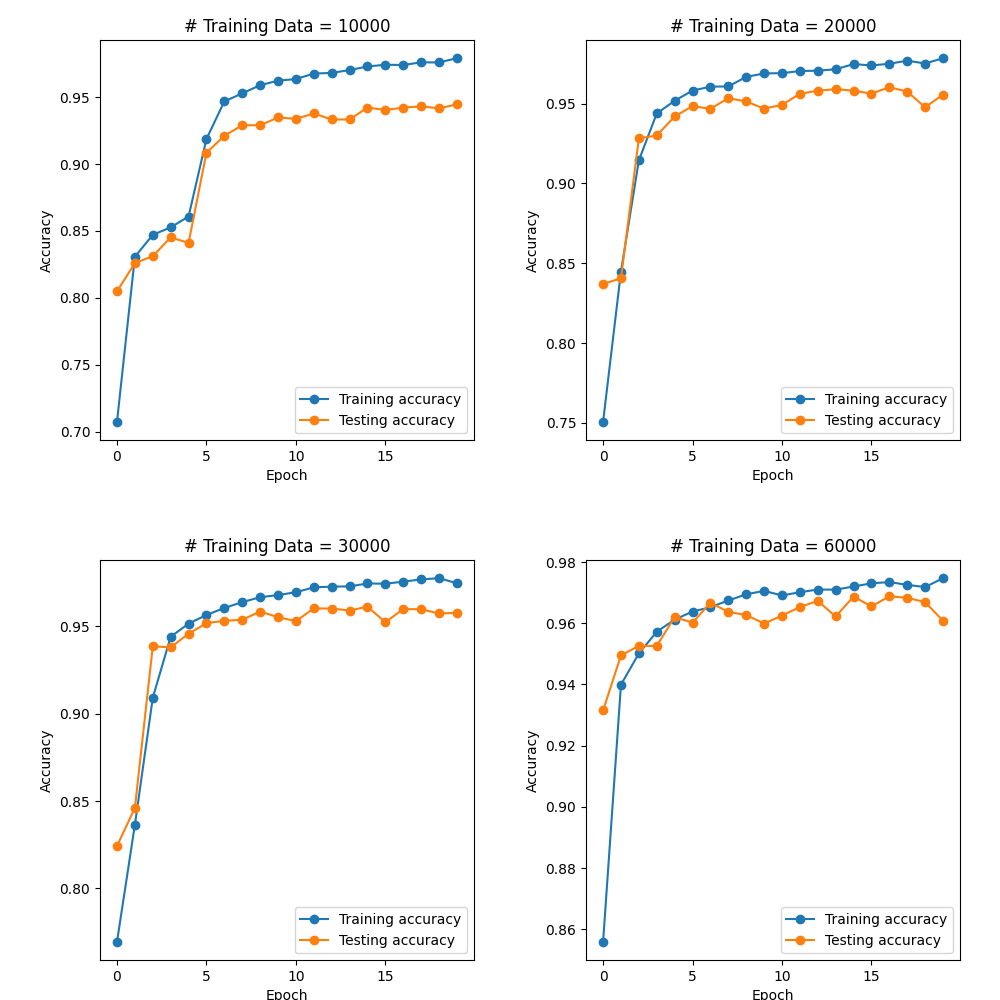 # Training Data = 10000
0.95
0.90
0.85
0.80
0.75
0.70
Accuracy
Training accuracy
Testing accuracy
0 5 10 15
Epoch
# Training Data = 20000
0.95
0.90
0.85
0.80
0.75
Accuracy
Training accuracy
Testing accuracy
0 5 10 15
Epoch
# Training Data = 30000
0.95
0.90
0.85
0.80
Accuracy
Training accuracy
Testing accuracy
0 5 10 15
Epoch
# Training Data = 60000
0.98
0.96
0.94
0.92
0.90
0.88
0.86
Accuracy
Training accuracy
Testing accuracy
0 5 10 15
Epoch